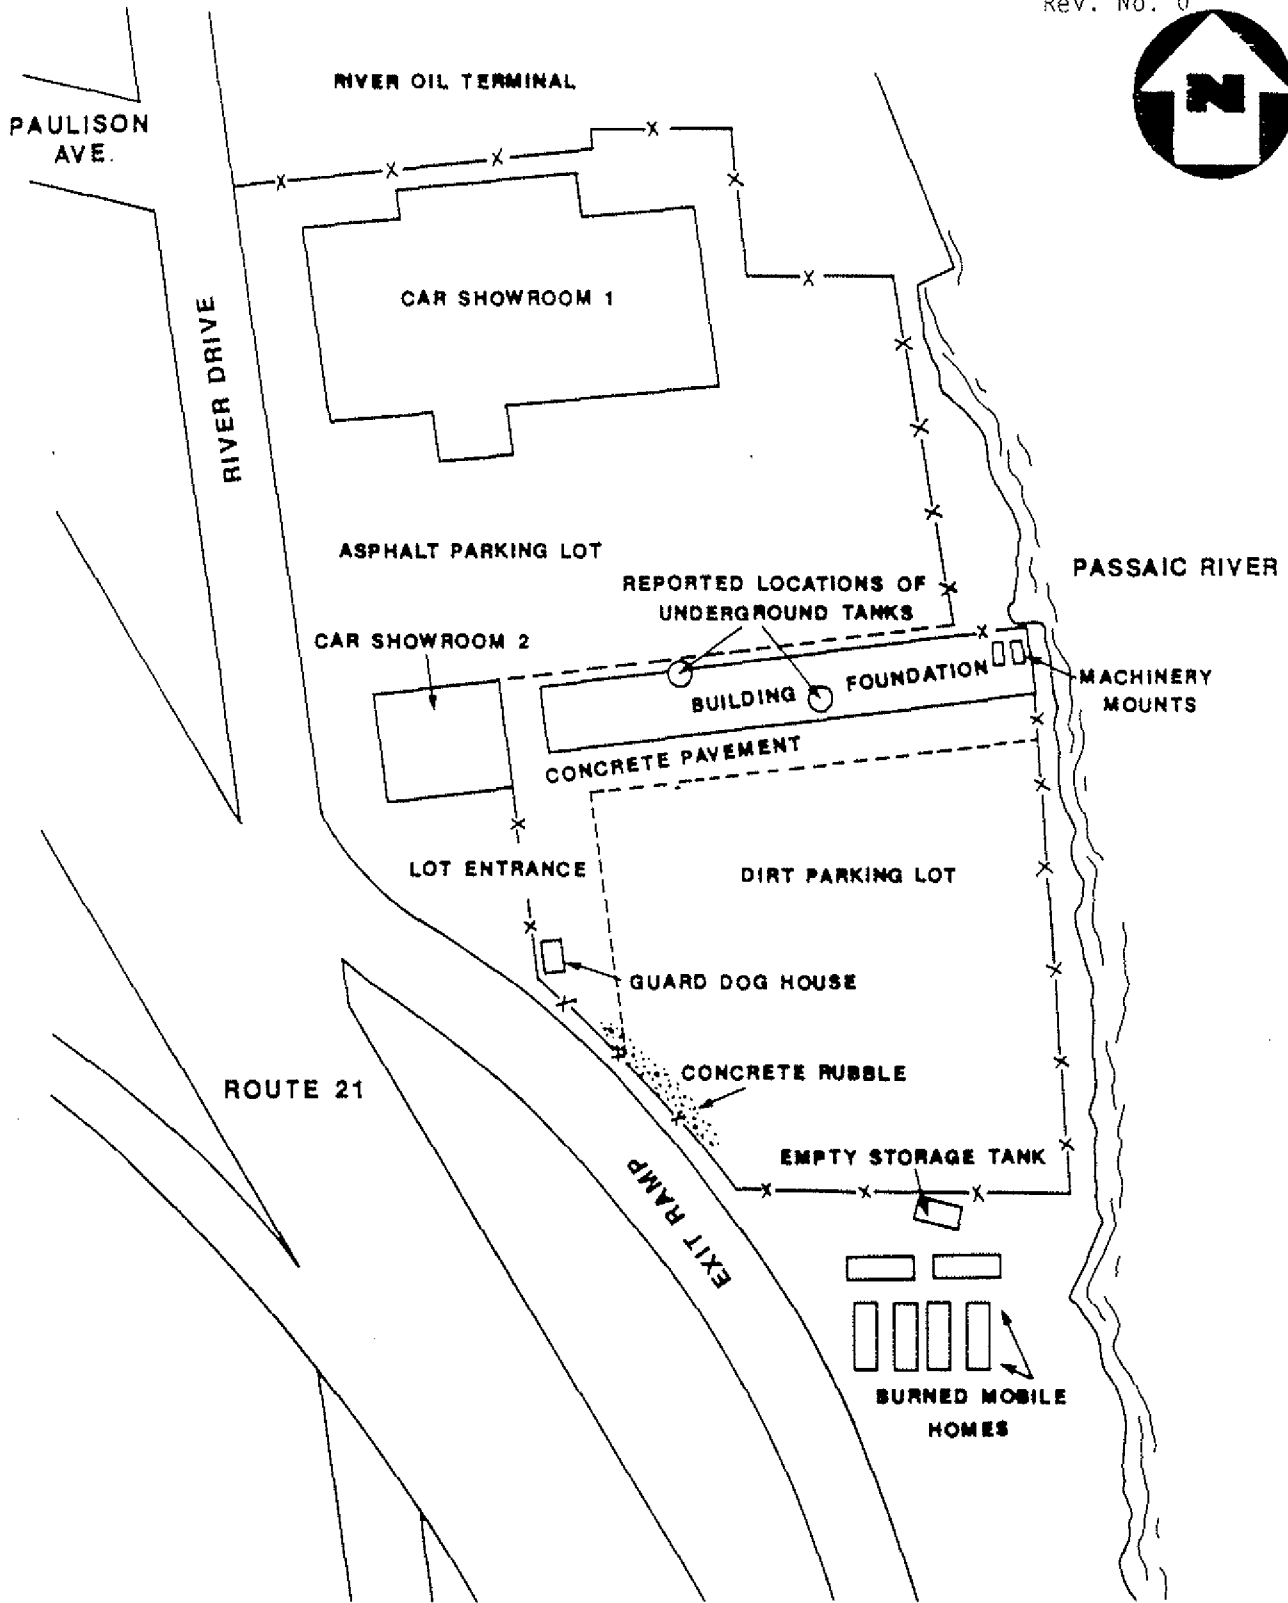 Rev. No. 0
N
RIVER OIL TERMINAL
PAULISON
AVE.
CAR SHOWROOM 1
RIVER DRIVE
ASPHALT PARKING LOT
PASSAIC RIVER
REPORTED LOCATIONS OF
UNDERGROUND TANKS
CAR SHOWROOM 2
BUILDING FOUNDATION
MACHINERY
MOUNTS
CONCRETE PAVEMENT
LOT ENTRANCE
DIRT PARKING LOT
GUARD DOG HOUSE
CONCRETE RUBBLE
ROUTE 21
EMPTY STORAGE TANK
EXIT RAMP
BURNED MOBILE
HOMES